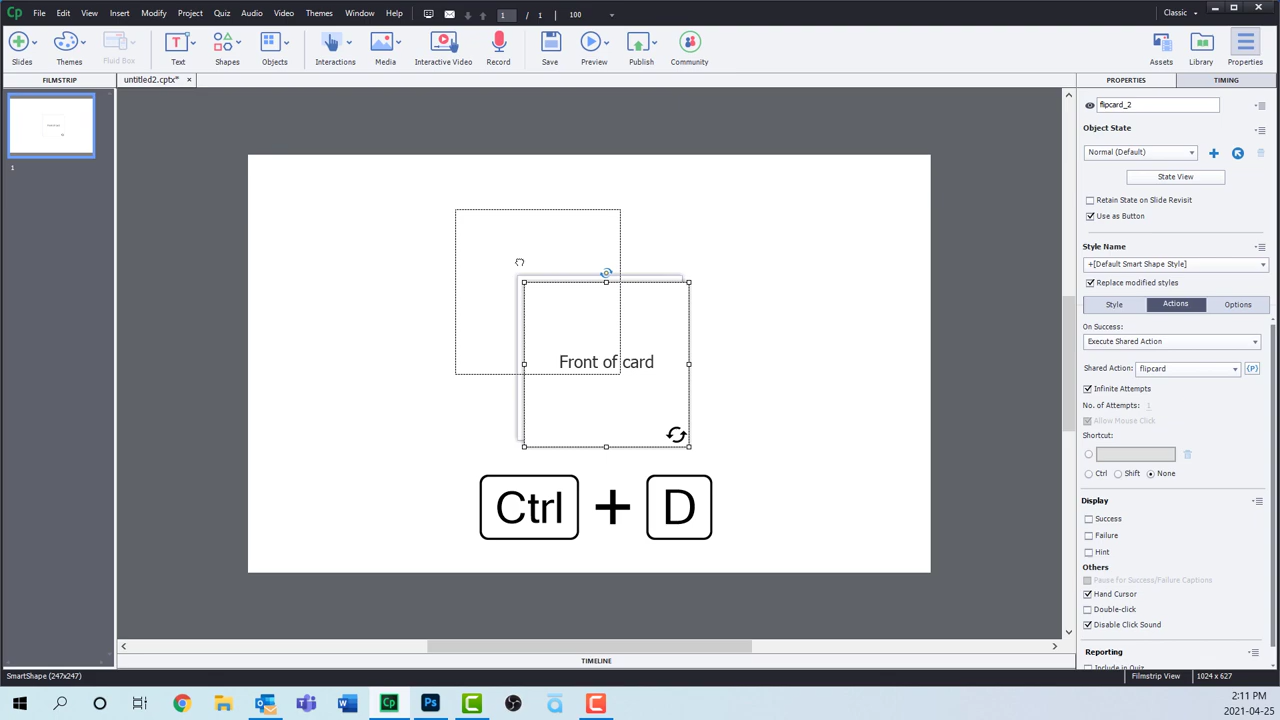 Cp File Edit View Insert Modify Project Quiz Audio Video Themes Window Help 1 / 1 100 Classic
Slides Themes Fluid Box Text Shapes Objects Interactions Media Interactive Video Record Save Preview Publish Community Assets Library Properties
FILMSTRIP untitled2.cptx* × PROPERTIES TIMING
1
flipcard_2
Object State
Normal (Default)
State View
Retain State on Slide Revisit
Use as Button
Style Name
+[Default Smart Shape Style]
Replace modified styles
Style Actions Options
On Success:
Execute Shared Action
Shared Action: flipcard {P}
Infinite Attempts
No. of Attempts: 1
Allow Mouse Click
Shortcut:
Ctrl Shift None
Display
Success
Failure
Hint
Others
Pause for Success/Failure Captions
Hand Cursor
Double-click
Disable Click Sound
Reporting
Include in Quiz
Front of card
Ctrl + D
TIMELINE
SmartShape (247x247) Filmstrip View 1024 x 627
2:11 PM
2021-04-25